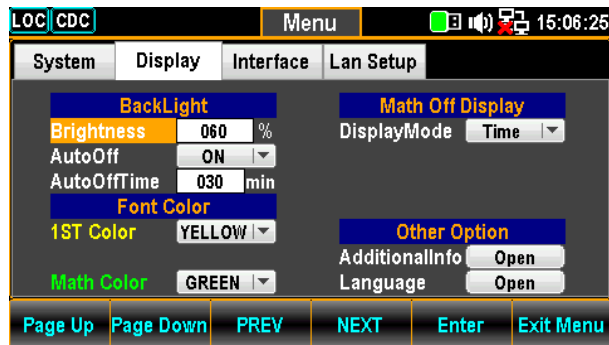 LOC CDC Menu 15:06:25
System Display Interface Lan Setup
BackLight
Brightness 060 %
AutoOff ON
AutoOffTime 030 min
Font Color
1ST Color YELLOW
Math Color GREEN
Math Off Display
DisplayMode Time
Other Option
AdditionalInfo Open
Language Open
Page Up Page Down PREV NEXT Enter Exit Menu